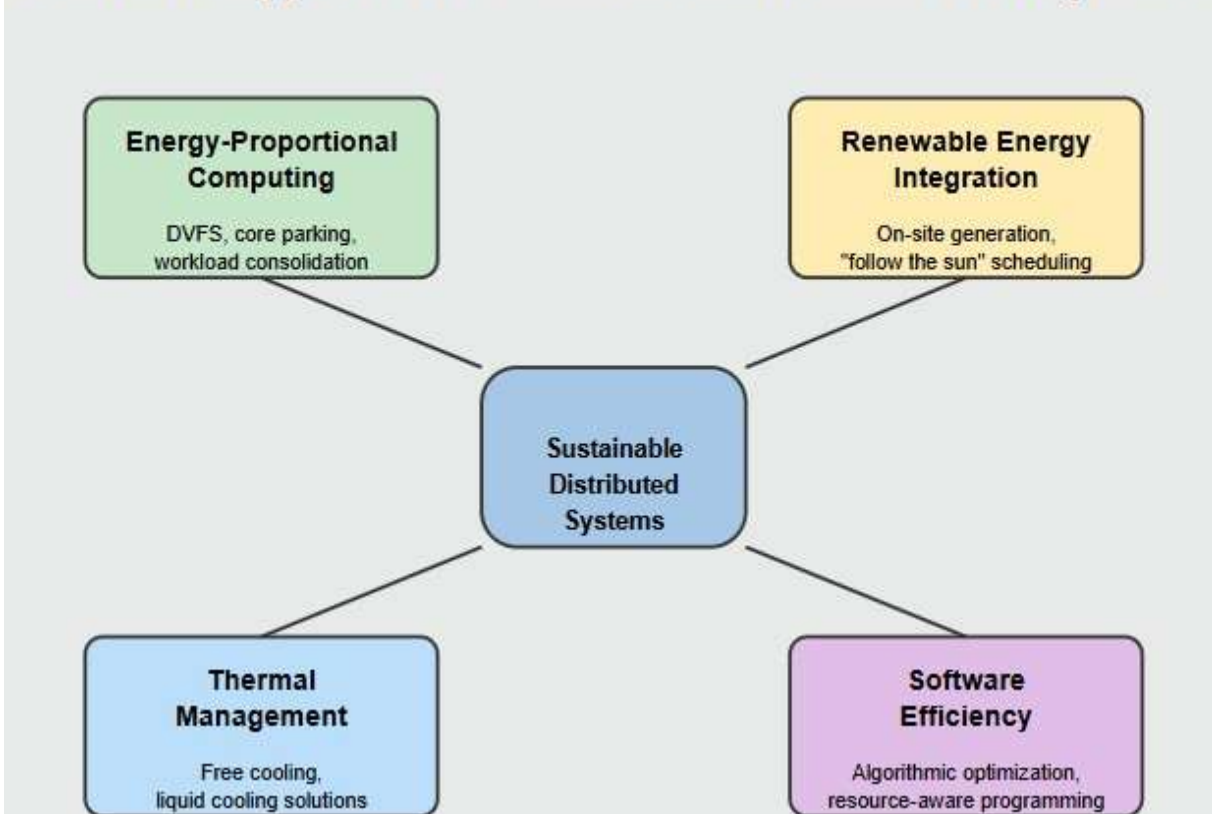 Energy-Proportional
Computing
DVFS, core parking,
workload consolidation
Renewable Energy
Integration
On-site generation,
"follow the sun" scheduling
Sustainable
Distributed
Systems
Thermal
Management
Free cooling,
liquid cooling solutions
Software
Efficiency
Algorithmic optimization,
resource-aware programming